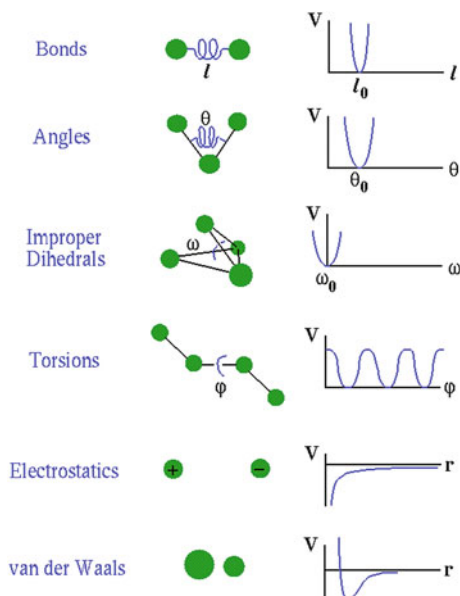 Bonds l V l₀ l
Angles θ V θ₀ θ
Improper
Dihedrals ω V ω₀ ω
Torsions φ V φ
Electrostatics + − V r
van der Waals V r